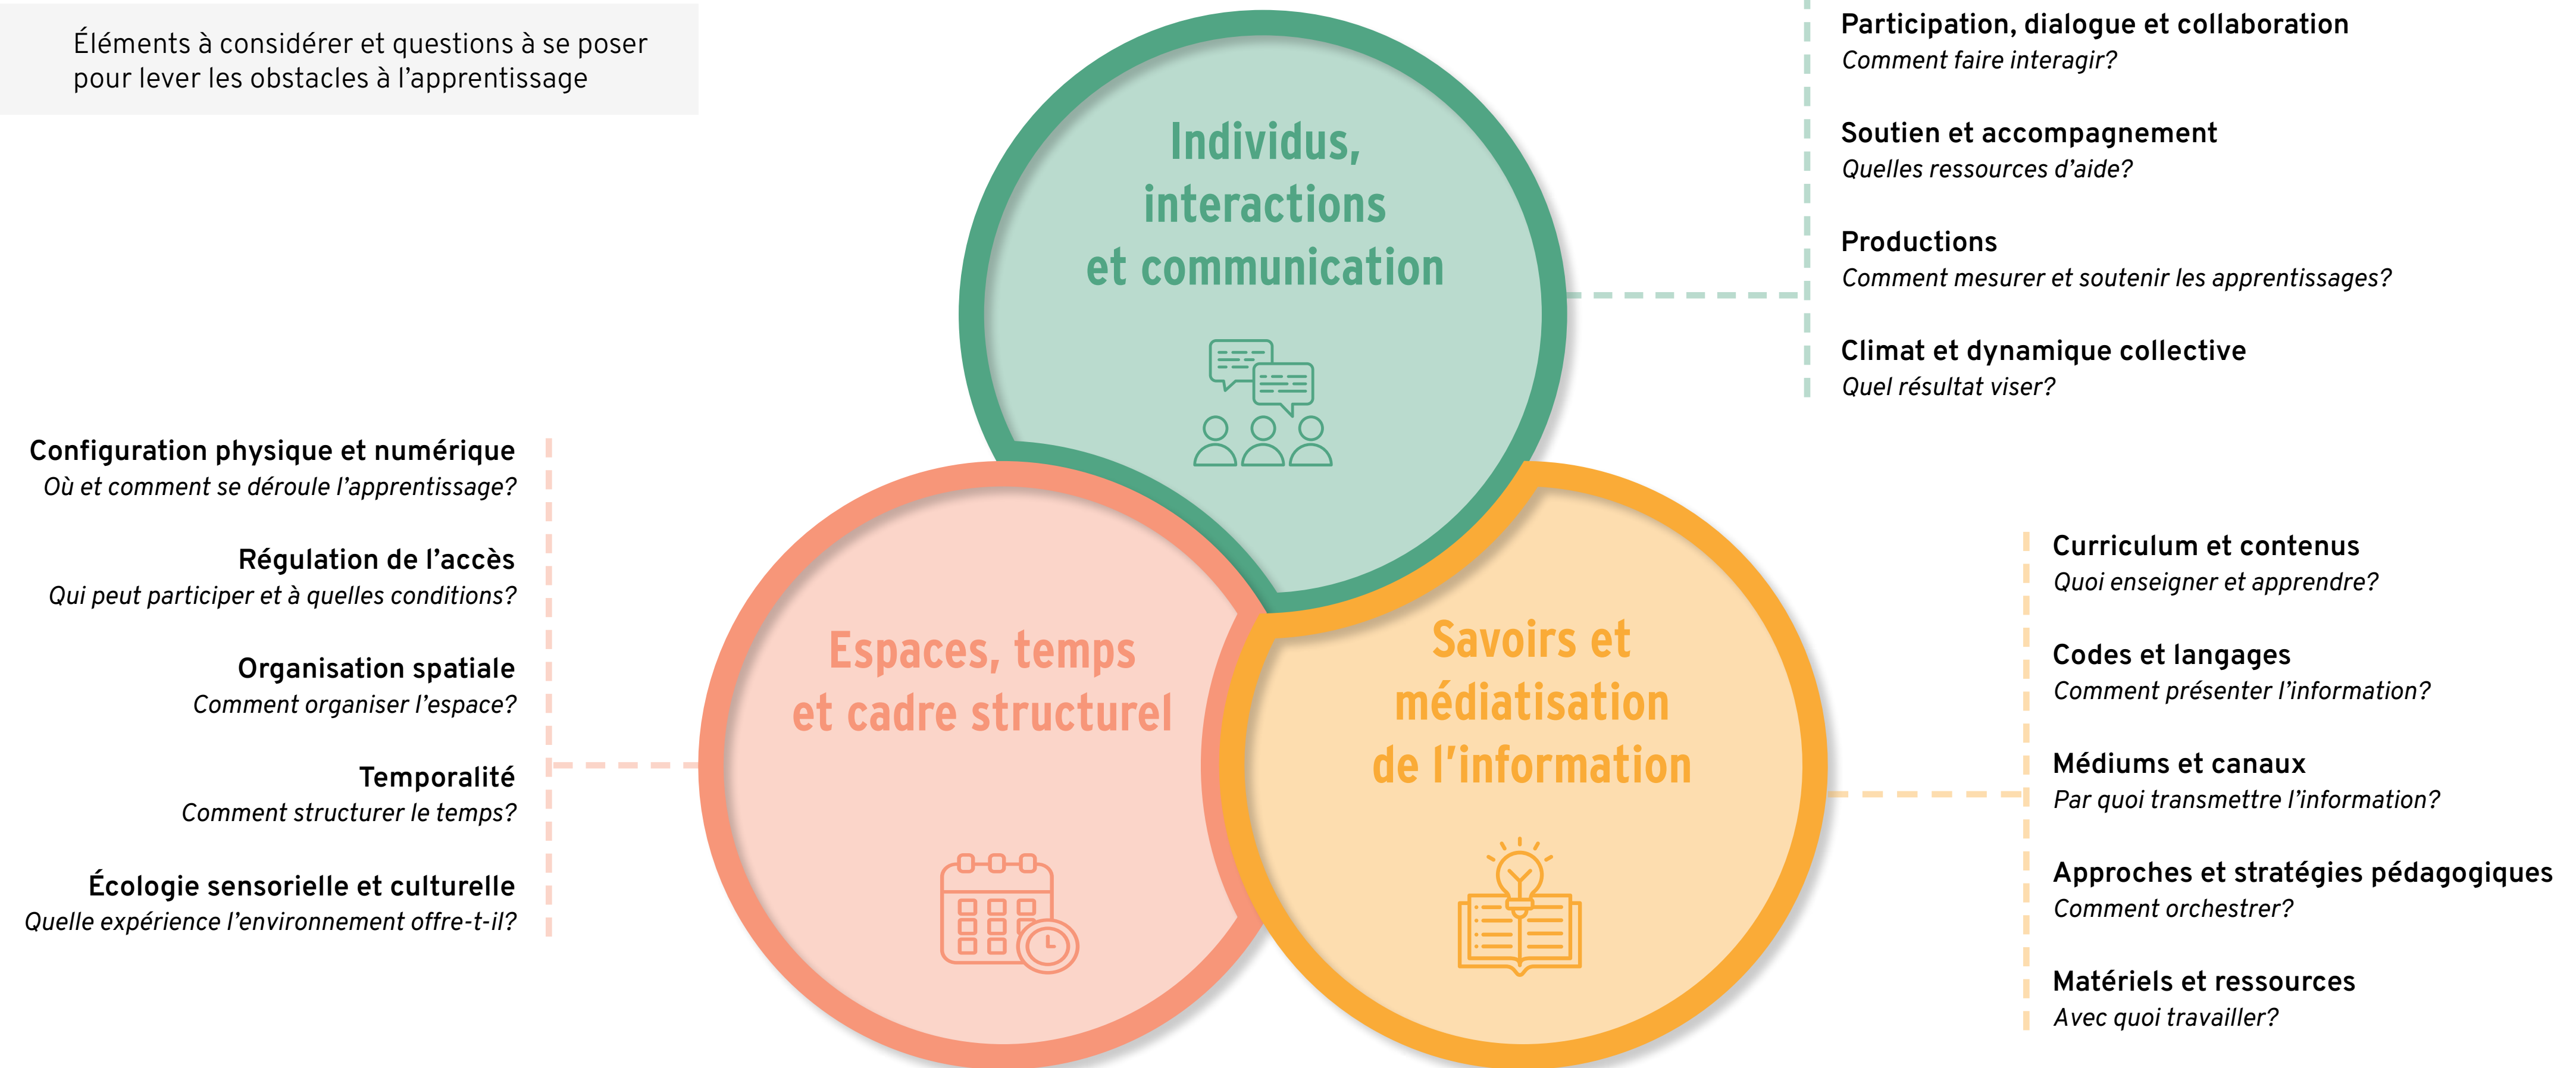 Éléments à considérer et questions à se poser
pour lever les obstacles à l'apprentissage
Individus,
interactions
et communication
Participation, dialogue et collaboration
Comment faire interagir?
Soutien et accompagnement
Quelles ressources d'aide?
Productions
Comment mesurer et soutenir les apprentissages?
Climat et dynamique collective
Quel résultat viser?
Configuration physique et numérique
Où et comment se déroule l'apprentissage?
Régulation de l'accès
Qui peut participer et à quelles conditions?
Organisation spatiale
Comment organiser l'espace?
Temporalité
Comment structurer le temps?
Écologie sensorielle et culturelle
Quelle expérience l'environnement offre-t-il?
Espaces, temps
et cadre structurel
Savoirs et
médiatisation
de l'information
Curriculum et contenus
Quoi enseigner et apprendre?
Codes et langages
Comment présenter l'information?
Médiums et canaux
Par quoi transmettre l'information?
Approches et stratégies pédagogiques
Comment orchestrer?
Matériels et ressources
Avec quoi travailler?